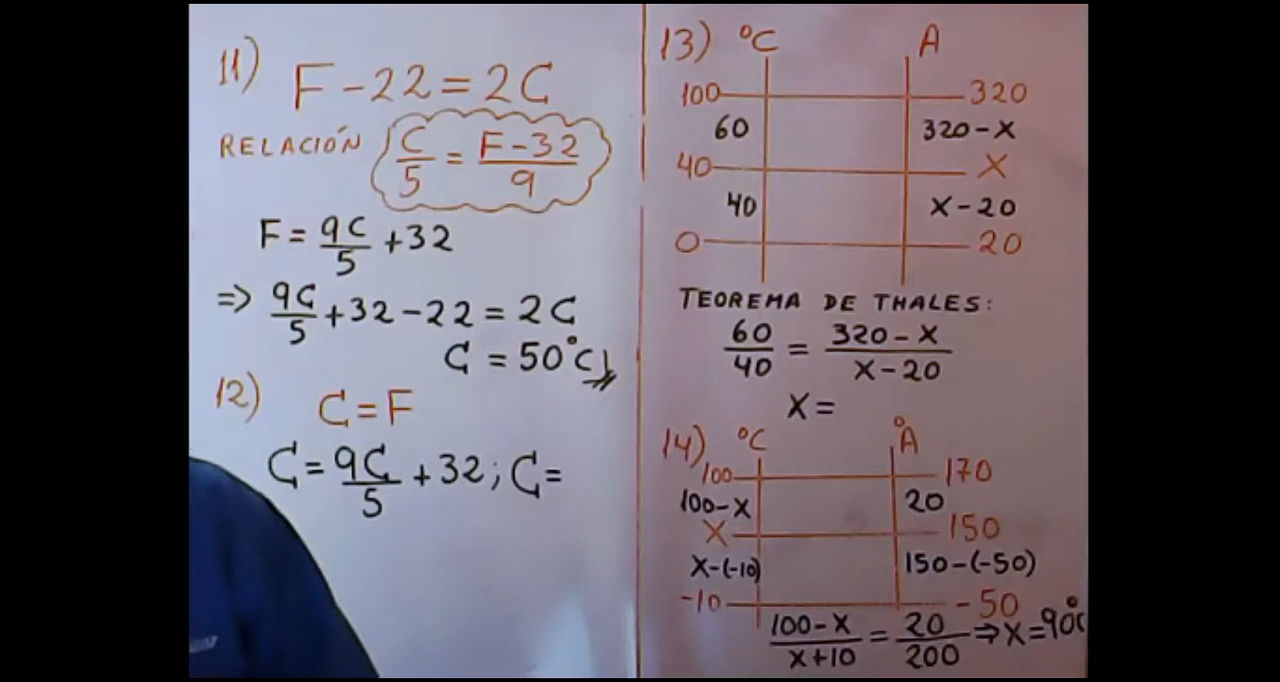 11) F-22=2C
RELACIÓN C/5 = (F-32)/9
F = 9C/5 +32
=> 9C/5 +32-22 = 2C
C = 50°C
12) C=F
C = 9C/5 + 32; C=
13) °C A
100 320
60 320-X
40 X
40 X-20
0 20
TEOREMA DE THALES:
60/40 = (320-X)/(X-20)
X =
14) °C °A
100 170
100-X 20
X 150
X-(-10) 150-(-50)
-10 -50
(100-X)/(X+10) = 20/200 => X=90°C